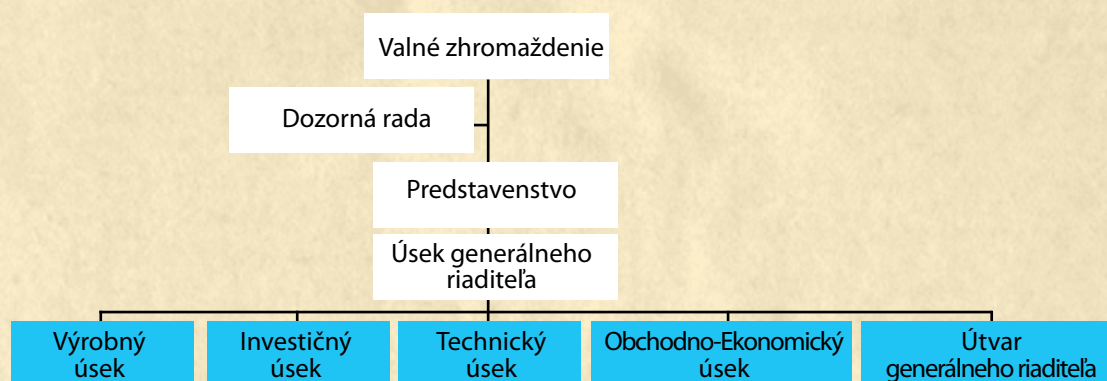 Valné zhromaždenie
Dozorná rada
Predstavenstvo
Úsek generálneho
riaditeľa
Výrobný
úsek
Investičný
úsek
Technický
úsek
Obchodno-Ekonomický
úsek
Útvar
generálneho riaditeľa